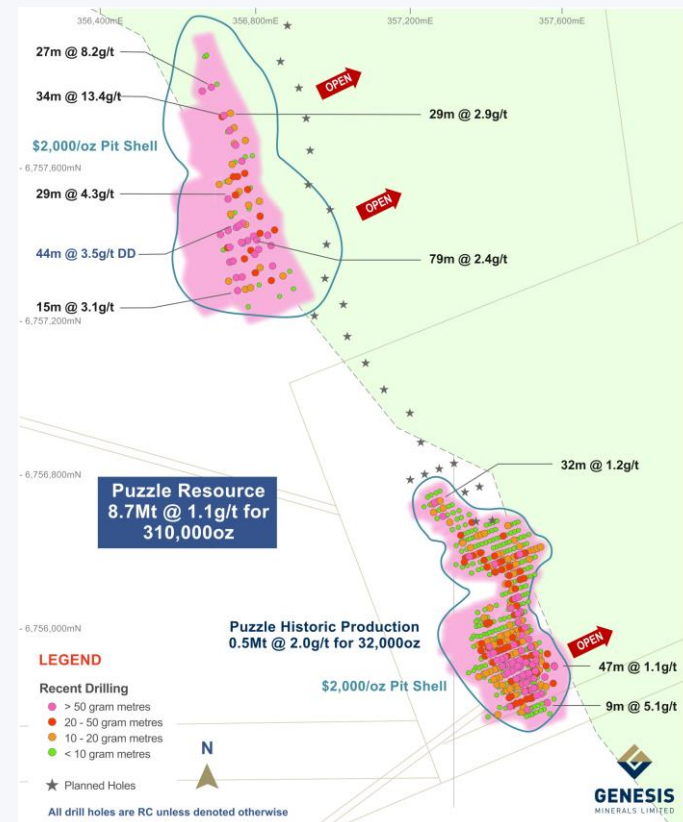 356,400mE
356,800mE
357,200mE
357,600mE
27m @ 8.2g/t
OPEN
34m @ 13.4g/t
29m @ 2.9g/t
$2,000/oz Pit Shell
6,757,600mN
29m @ 4.3g/t
OPEN
44m @ 3.5g/t DD
79m @ 2.4g/t
15m @ 3.1g/t
6,757,200mN
32m @ 1.2g/t
6,756,800mN
Puzzle Resource
8.7Mt @ 1.1g/t for
310,000oz
Puzzle Historic Production
0.5Mt @ 2.0g/t for 32,000oz
6,756,000mN
OPEN
LEGEND
47m @ 1.1g/t
Recent Drilling
$2,000/oz Pit Shell
> 50 gram metres
9m @ 5.1g/t
20 - 50 gram metres
10 - 20 gram metres
< 10 gram metres
N
Planned Holes
All drill holes are RC unless denoted otherwise
GENESIS
MINERALS LIMITED